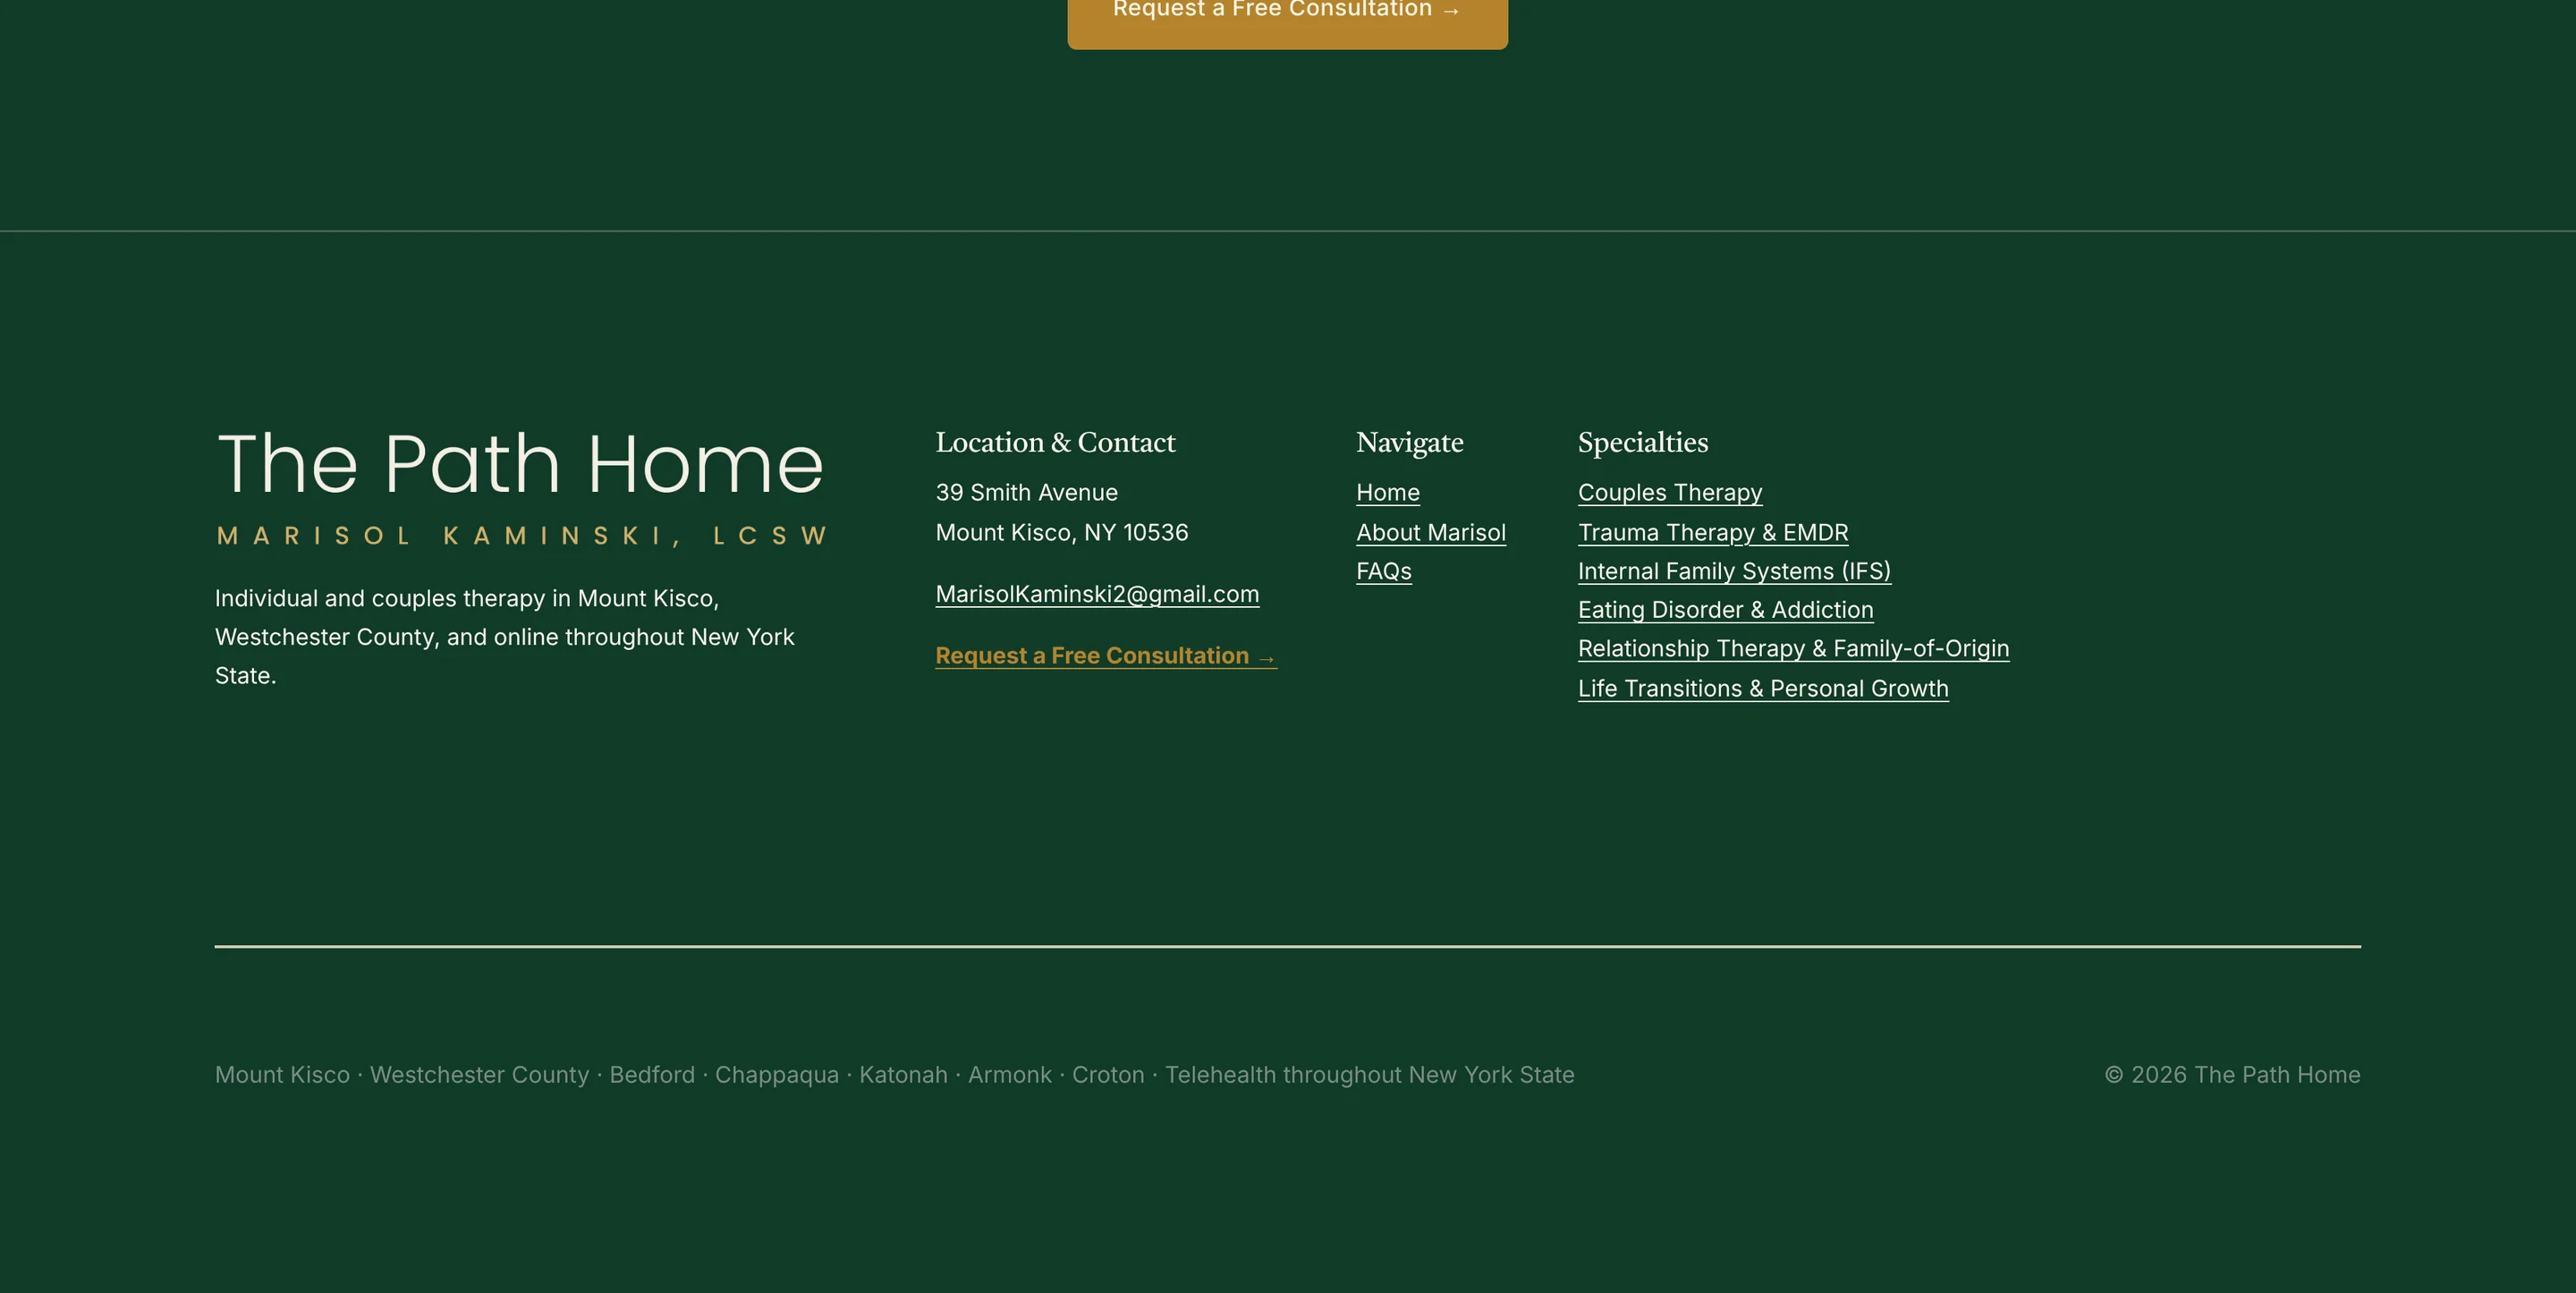 Request a Free Consultation →
The Path Home
MARISOL KAMINSKI, LCSW
Individual and couples therapy in Mount Kisco,
Westchester County, and online throughout New York
State.
Location & Contact
39 Smith Avenue
Mount Kisco, NY 10536
MarisolKaminski2@gmail.com
Request a Free Consultation →
Navigate
Home
About Marisol
FAQs
Specialties
Couples Therapy
Trauma Therapy & EMDR
Internal Family Systems (IFS)
Eating Disorder & Addiction
Relationship Therapy & Family-of-Origin
Life Transitions & Personal Growth
Mount Kisco · Westchester County · Bedford · Chappaqua · Katonah · Armonk · Croton · Telehealth throughout New York State
© 2026 The Path Home